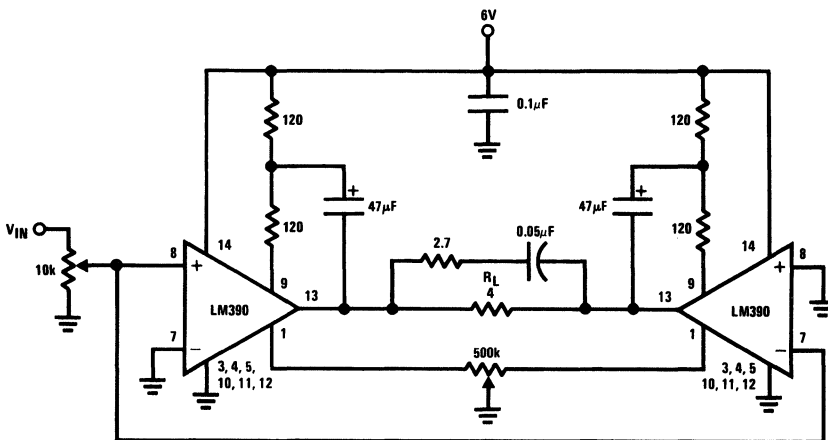 6V
0.1µF
120
120
+
47µF
+
47µF
120
120
VIN
10k
8
+
14
9
LM390
13
7
−
1
3, 4, 5,
10, 11, 12
2.7
0.05µF
RL
4
500k
14
9
8
+
13
LM390
7
−
1
3, 4, 5
10, 11, 12